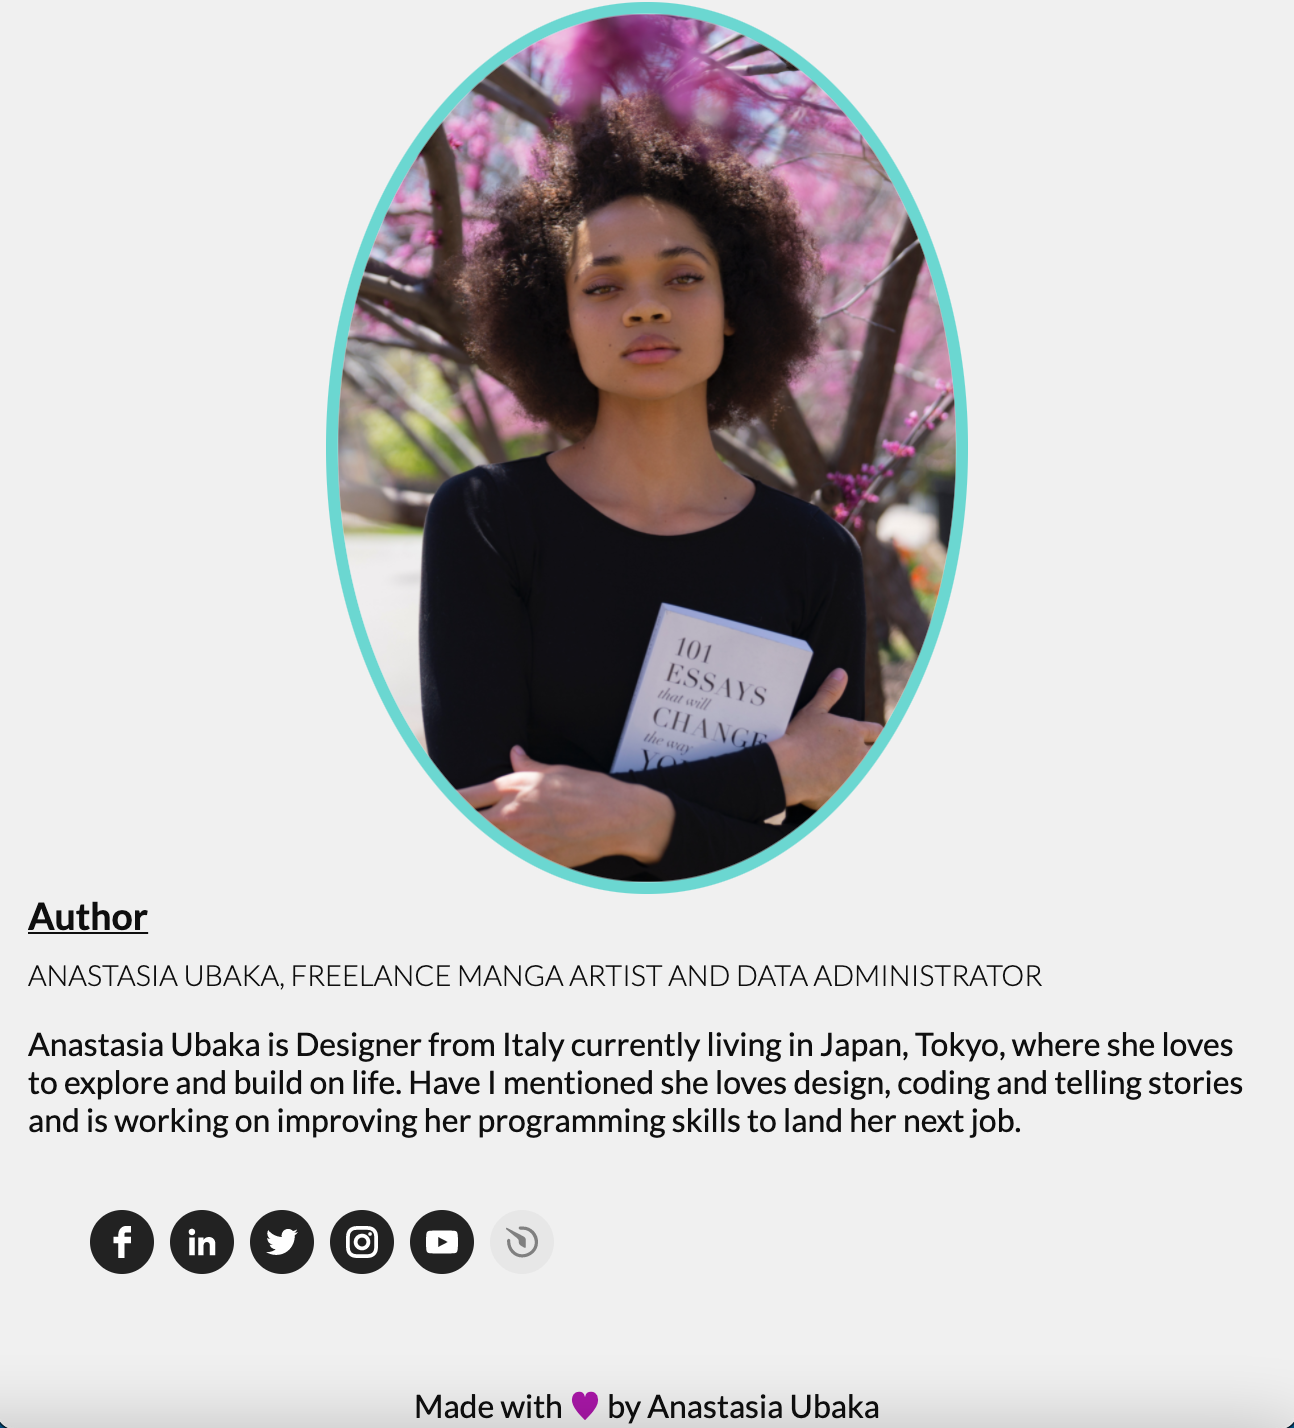 101
ESSAYS
that will
CHANGE
the way
Author
ANASTASIA UBAKA, FREELANCE MANGA ARTIST AND DATA ADMINISTRATOR
Anastasia Ubaka is Designer from Italy currently living in Japan, Tokyo, where she loves
to explore and build on life. Have I mentioned she loves design, coding and telling stories
and is working on improving her programming skills to land her next job.
f in
Made with 💜 by Anastasia Ubaka